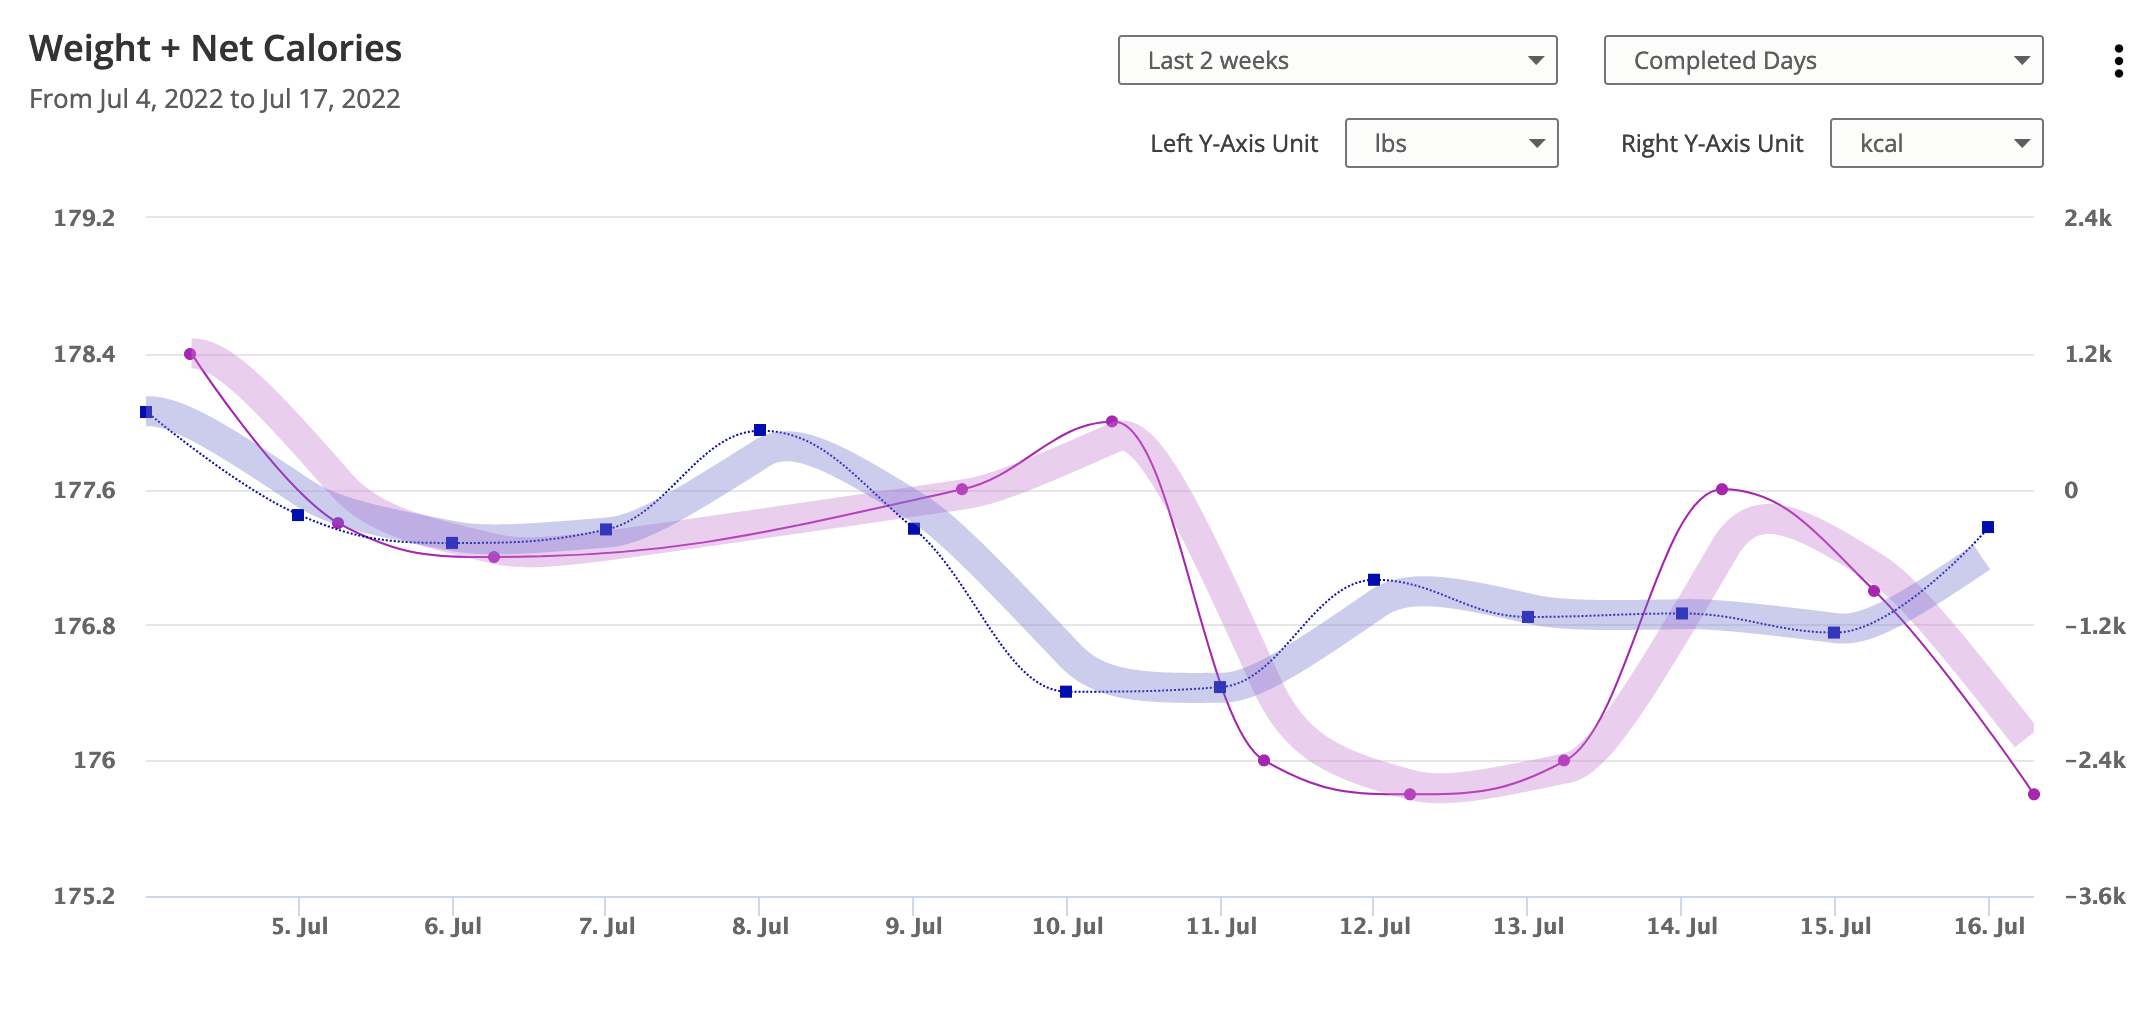 Weight + Net Calories
From Jul 4, 2022 to Jul 17, 2022
Last 2 weeks
Completed Days
Left Y-Axis Unit
lbs
Right Y-Axis Unit
kcal
179.2
178.4
177.6
176.8
176
175.2
2.4k
1.2k
0
−1.2k
−2.4k
−3.6k
5. Jul 6. Jul 7. Jul 8. Jul 9. Jul 10. Jul 11. Jul 12. Jul 13. Jul 14. Jul 15. Jul 16. Jul